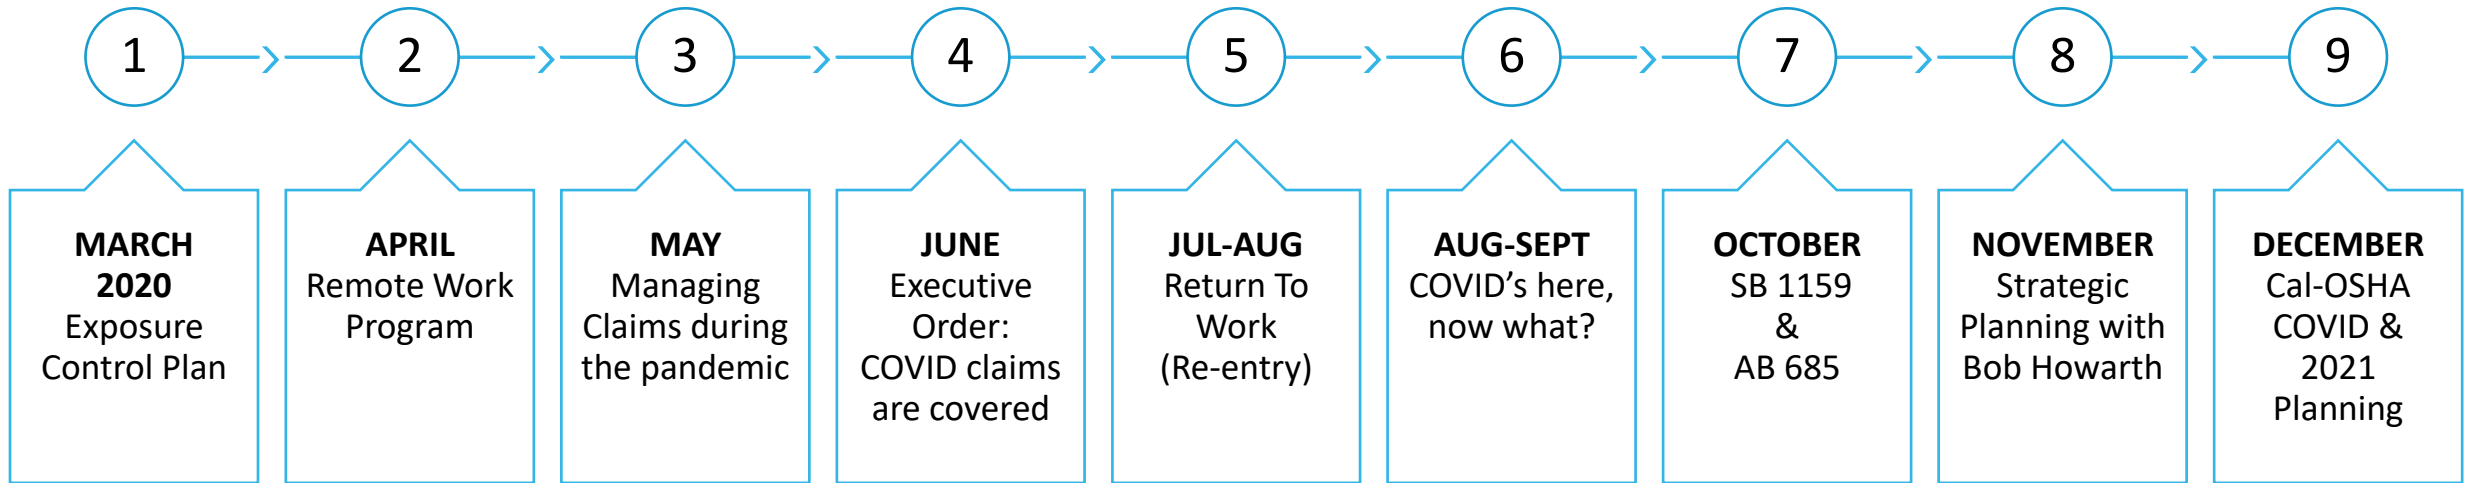 1
2
3
4
5
6
7
8
9
MARCH
2020
Exposure
Control Plan
APRIL
Remote Work
Program
MAY
Managing
Claims during
the pandemic
JUNE
Executive
Order:
COVID claims
are covered
JUL-AUG
Return To
Work
(Re-entry)
AUG-SEPT
COVID’s here,
now what?
OCTOBER
SB 1159
&
AB 685
NOVEMBER
Strategic
Planning with
Bob Howarth
DECEMBER
Cal-OSHA
COVID &
2021
Planning